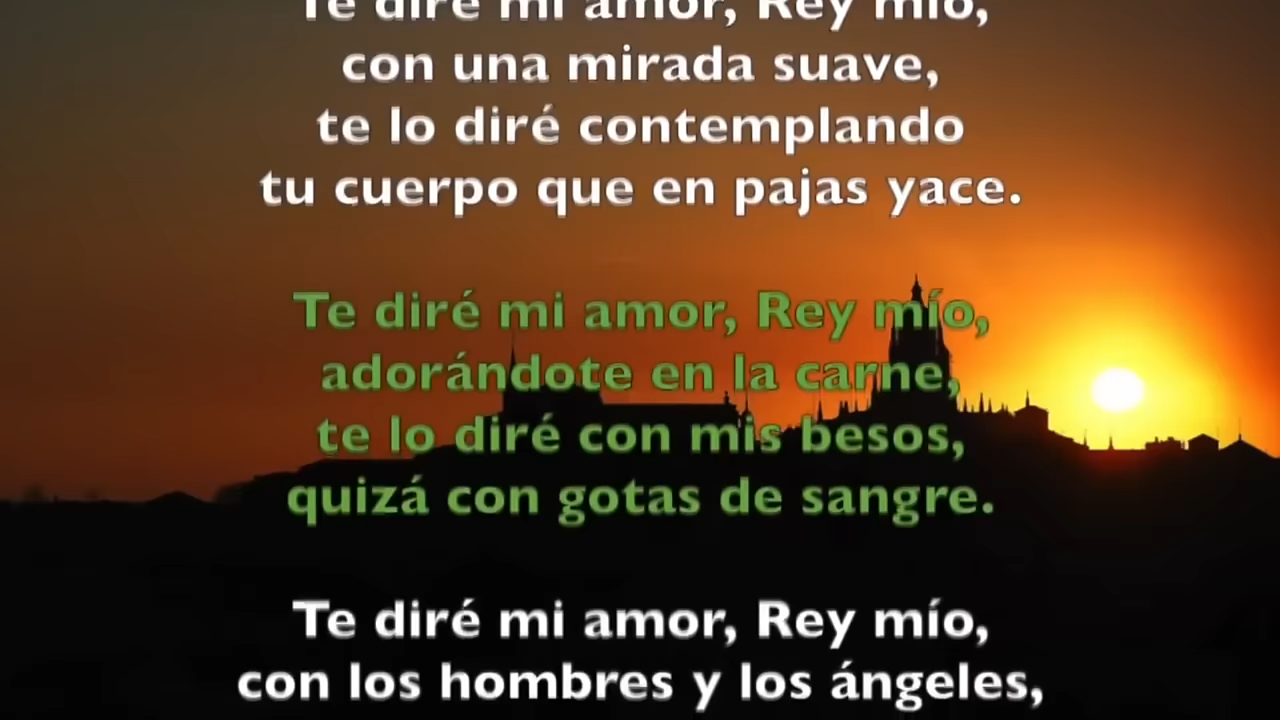 Te diré mi amor, Rey mío,
con una mirada suave,
te lo diré contemplando
tu cuerpo que en pajas yace.
Te diré mi amor, Rey mío,
adorándote en la carne,
te lo diré con mis besos,
quizá con gotas de sangre.
Te diré mi amor, Rey mío,
con los hombres y los ángeles,